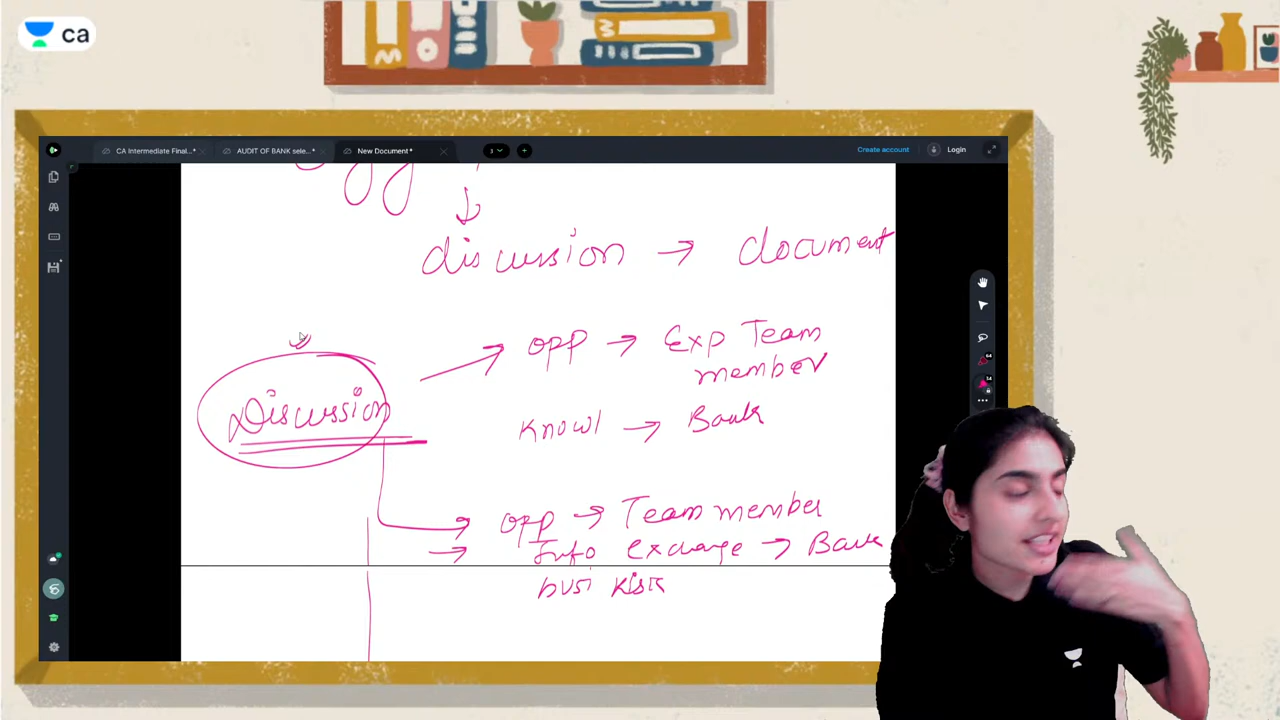 ca
CA Intermediate Final...*
AUDIT OF BANK sele...*
New Document*
Create account
Login
discussion → document
Discussion
opp → Exp Team
member
Knowl → Bank
opp → Team member
→ Info Exchange → Bank
busi Risk